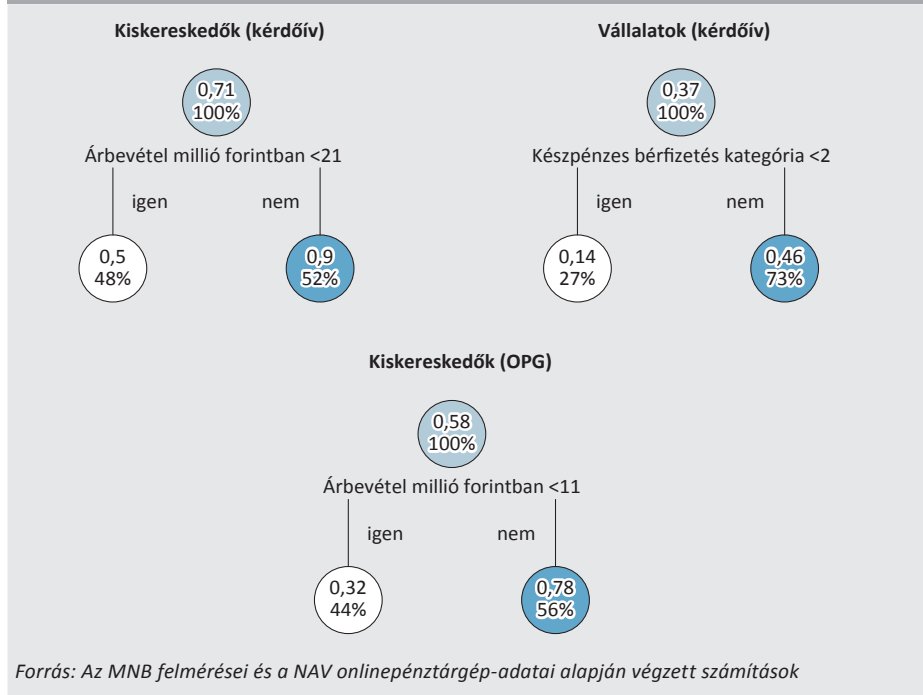 Kiskereskedők (kérdőív)
0,71
100%
Árbevétel millió forintban <21
igen
nem
0,5
48%
0,9
52%
Vállalatok (kérdőív)
0,37
100%
Készpénzes bérfizetés kategória <2
igen
nem
0,14
27%
0,46
73%
Kiskereskedők (OPG)
0,58
100%
Árbevétel millió forintban <11
igen
nem
0,32
44%
0,78
56%
Forrás: Az MNB felmérései és a NAV onlinepénztárgép-adatai alapján végzett számítások